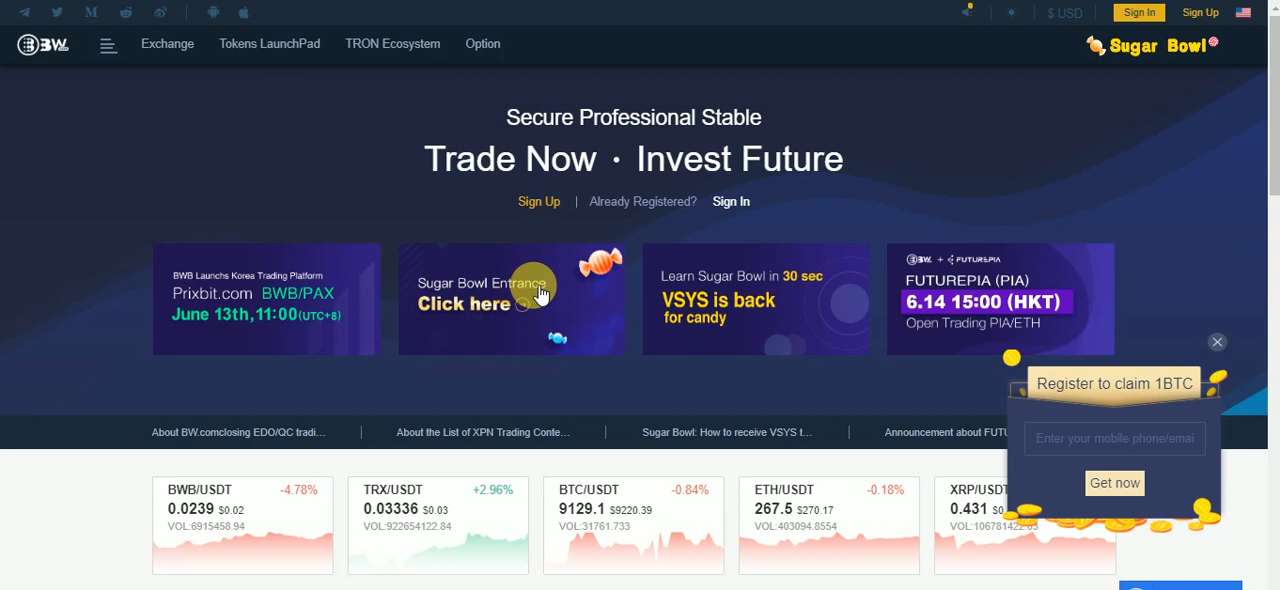 $ USD
Sign In
Sign Up
BW
Exchange
Tokens LaunchPad
TRON Ecosystem
Option
Sugar Bowl
Secure Professional Stable
Trade Now · Invest Future
Sign Up | Already Registered? Sign In
BWB Launchs Korea Trading Platform
Prixbit.com BWB/PAX
June 13th,11:00(UTC+8)
Sugar Bowl Entrance
Click here
Learn Sugar Bowl in 30 sec
VSYS is back
for candy
BW + FUTUREPIA
FUTUREPIA (PIA)
6.14 15:00 (HKT)
Open Trading PIA/ETH
Register to claim 1BTC
Enter your mobile phone/emai
Get now
About BW.comclosing EDO/QC tradi...
About the List of XPN Trading Conte...
Sugar Bowl: How to receive VSYS t...
Announcement about FUTU
BWB/USDT -4.78%
0.0239 $0.02
VOL:6915458.94
TRX/USDT +2.96%
0.03336 $0.03
VOL:922654122.84
BTC/USDT -0.84%
9129.1 $9220.39
VOL:31761.733
ETH/USDT -0.18%
267.5 $270.17
VOL:403094.8554
XRP/USDT
0.431 $0
VOL:106781422.03